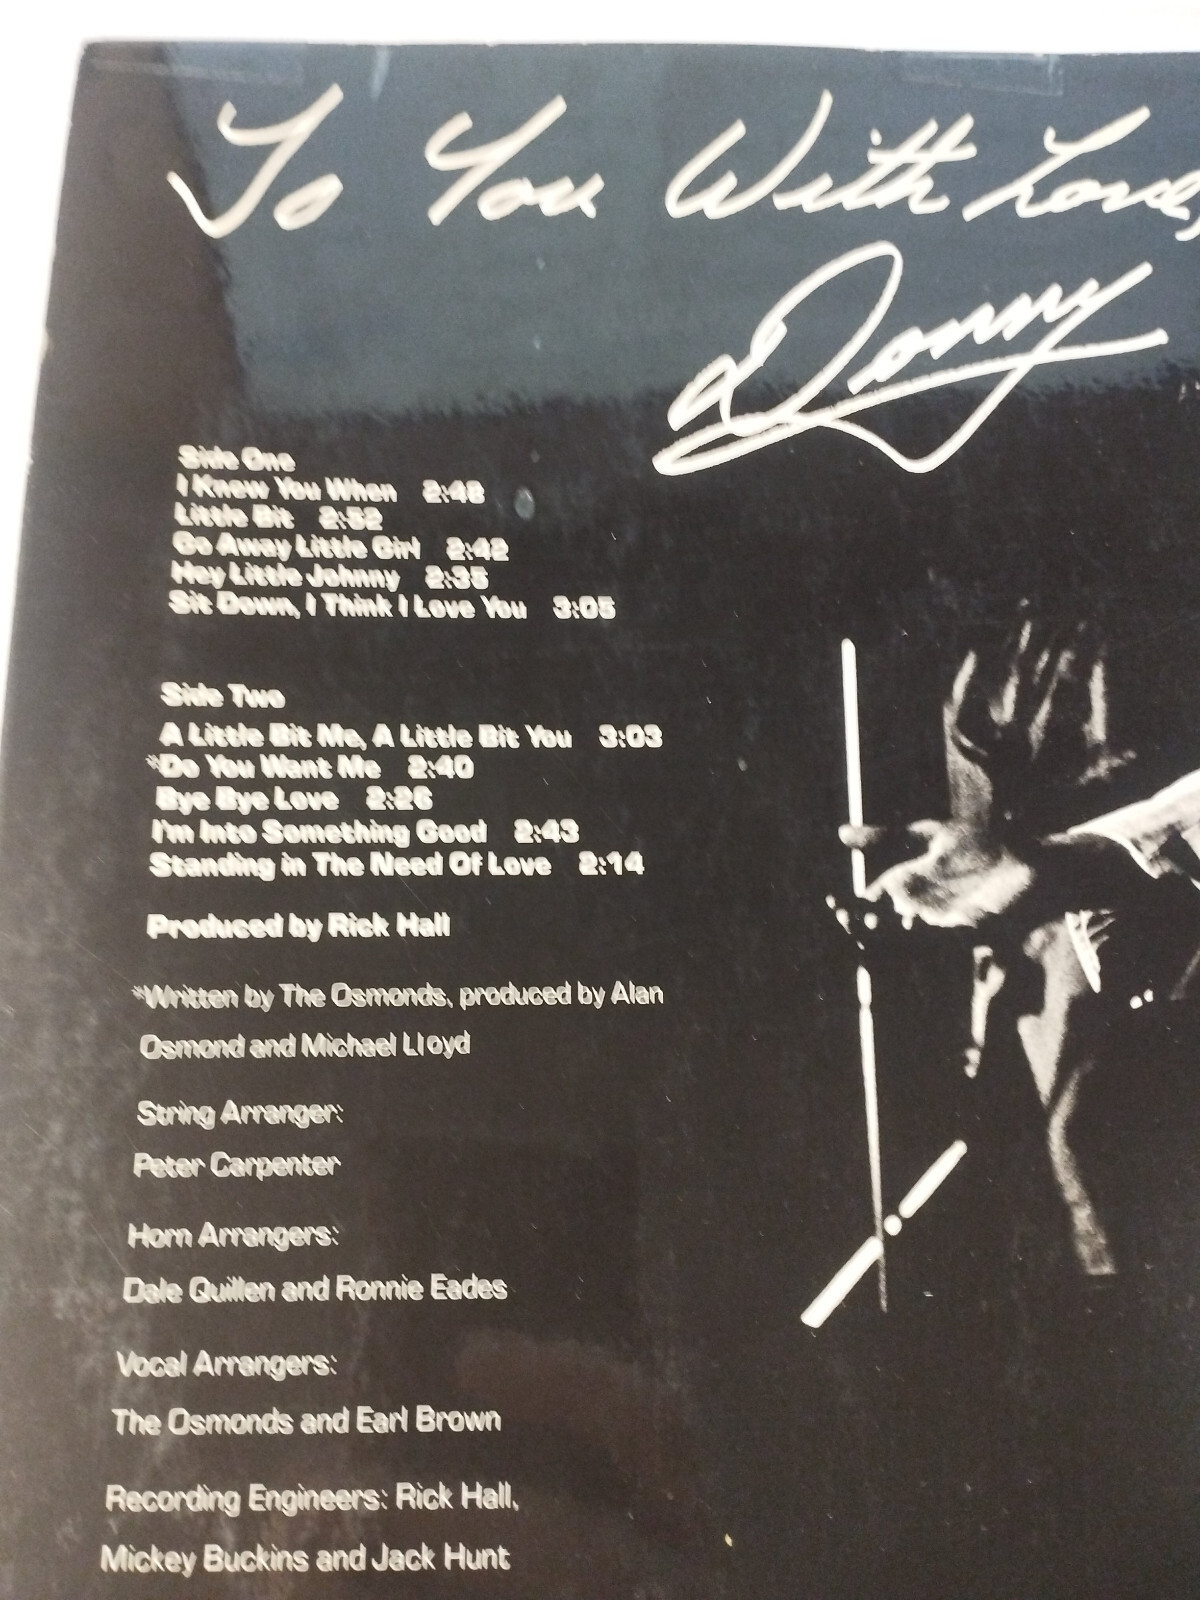 To You With Love,
Donny
Side One
I Knew You When 2:48
Little Bit 2:52
Go Away Little Girl 2:42
Hey Little Johnny 2:35
Sit Down, I Think I Love You 3:05
Side Two
A Little Bit Me, A Little Bit You 3:03
*Do You Want Me 2:40
Bye Bye Love 2:26
I'm Into Something Good 2:43
Standing in The Need Of Love 2:14
Produced by Rick Hall
*Written by The Osmonds, produced by Alan
Osmond and Michael Lloyd
String Arranger:
Peter Carpenter
Horn Arrangers:
Dale Quillen and Ronnie Eades
Vocal Arrangers:
The Osmonds and Earl Brown
Recording Engineers: Rick Hall,
Mickey Buckins and Jack Hunt